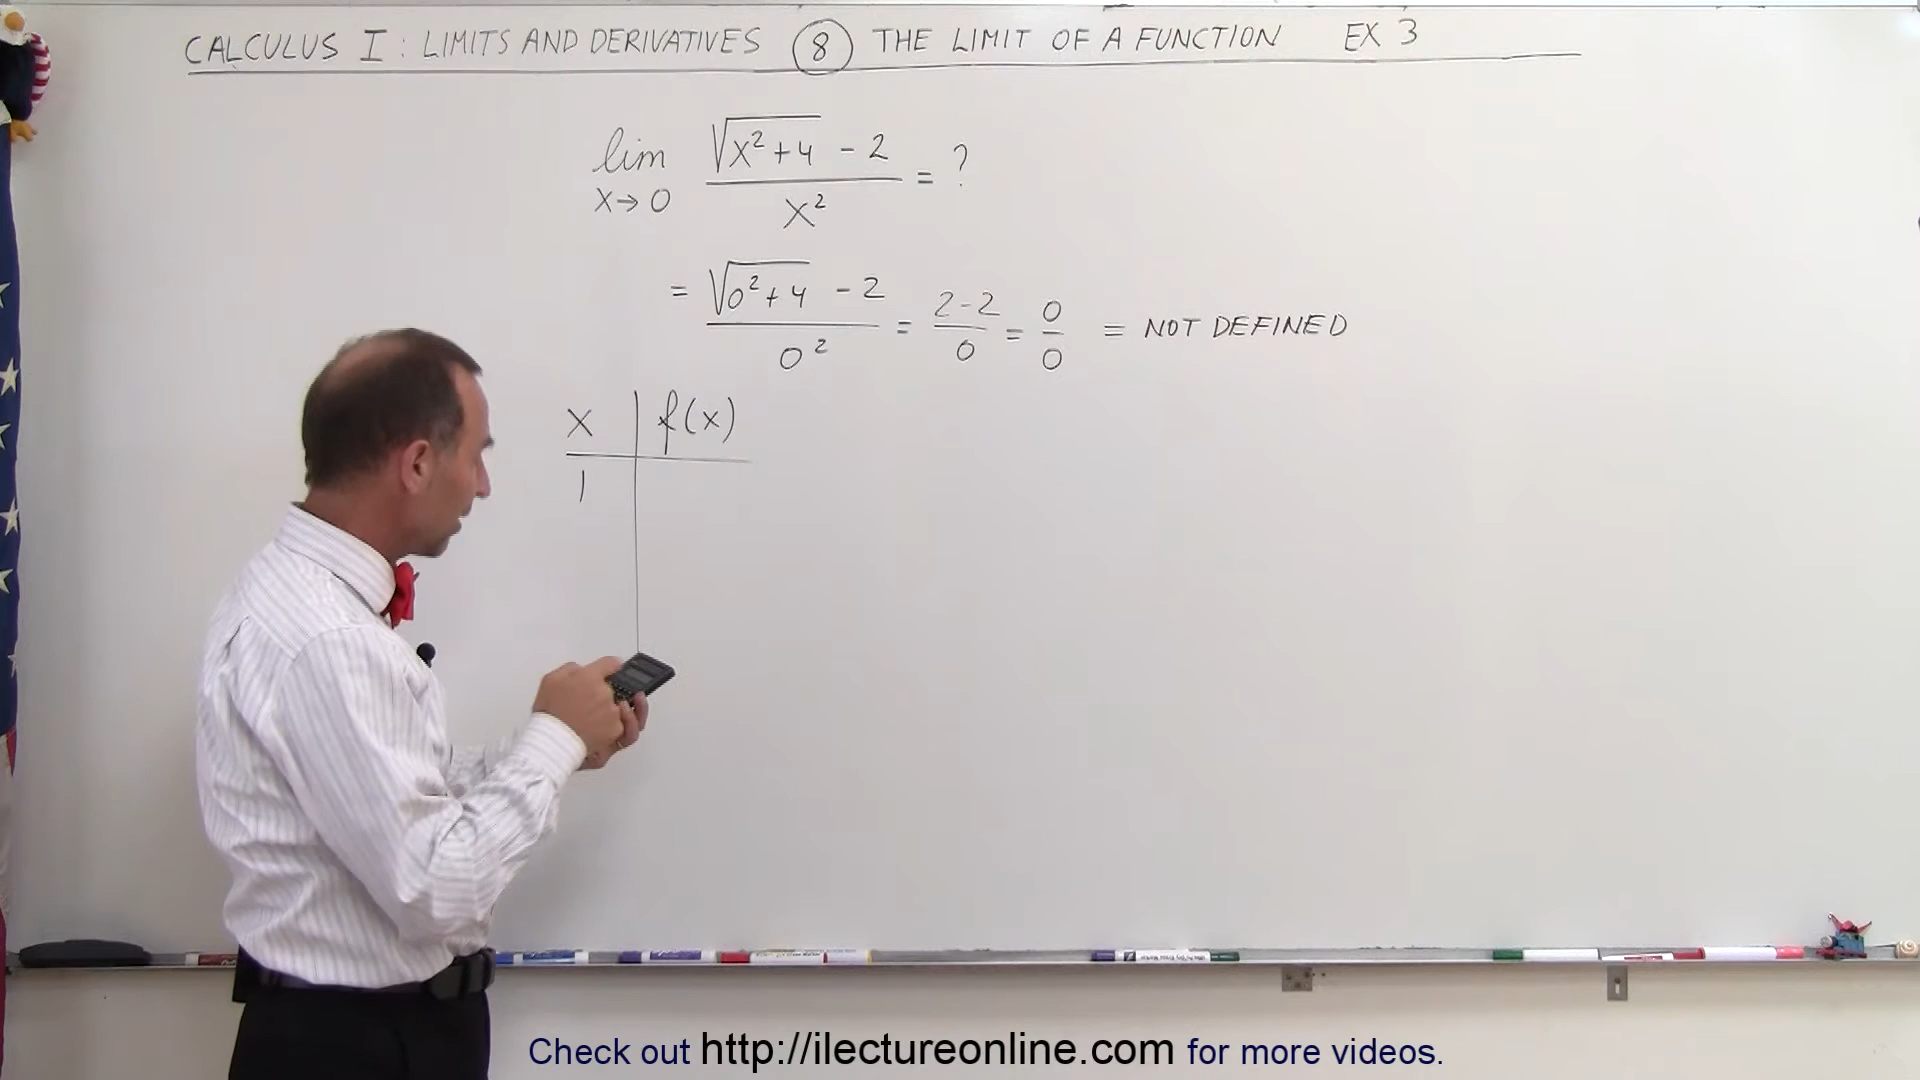 CALCULUS I : LIMITS AND DERIVATIVES 8 THE LIMIT OF A FUNCTION EX 3
lim x→0 (√(x²+4) - 2) / x² = ?
= (√(0²+4) - 2) / 0² = (2-2)/0 = 0/0 = NOT DEFINED
x | f(x)
1
Check out http://ilectureonline.com for more videos.